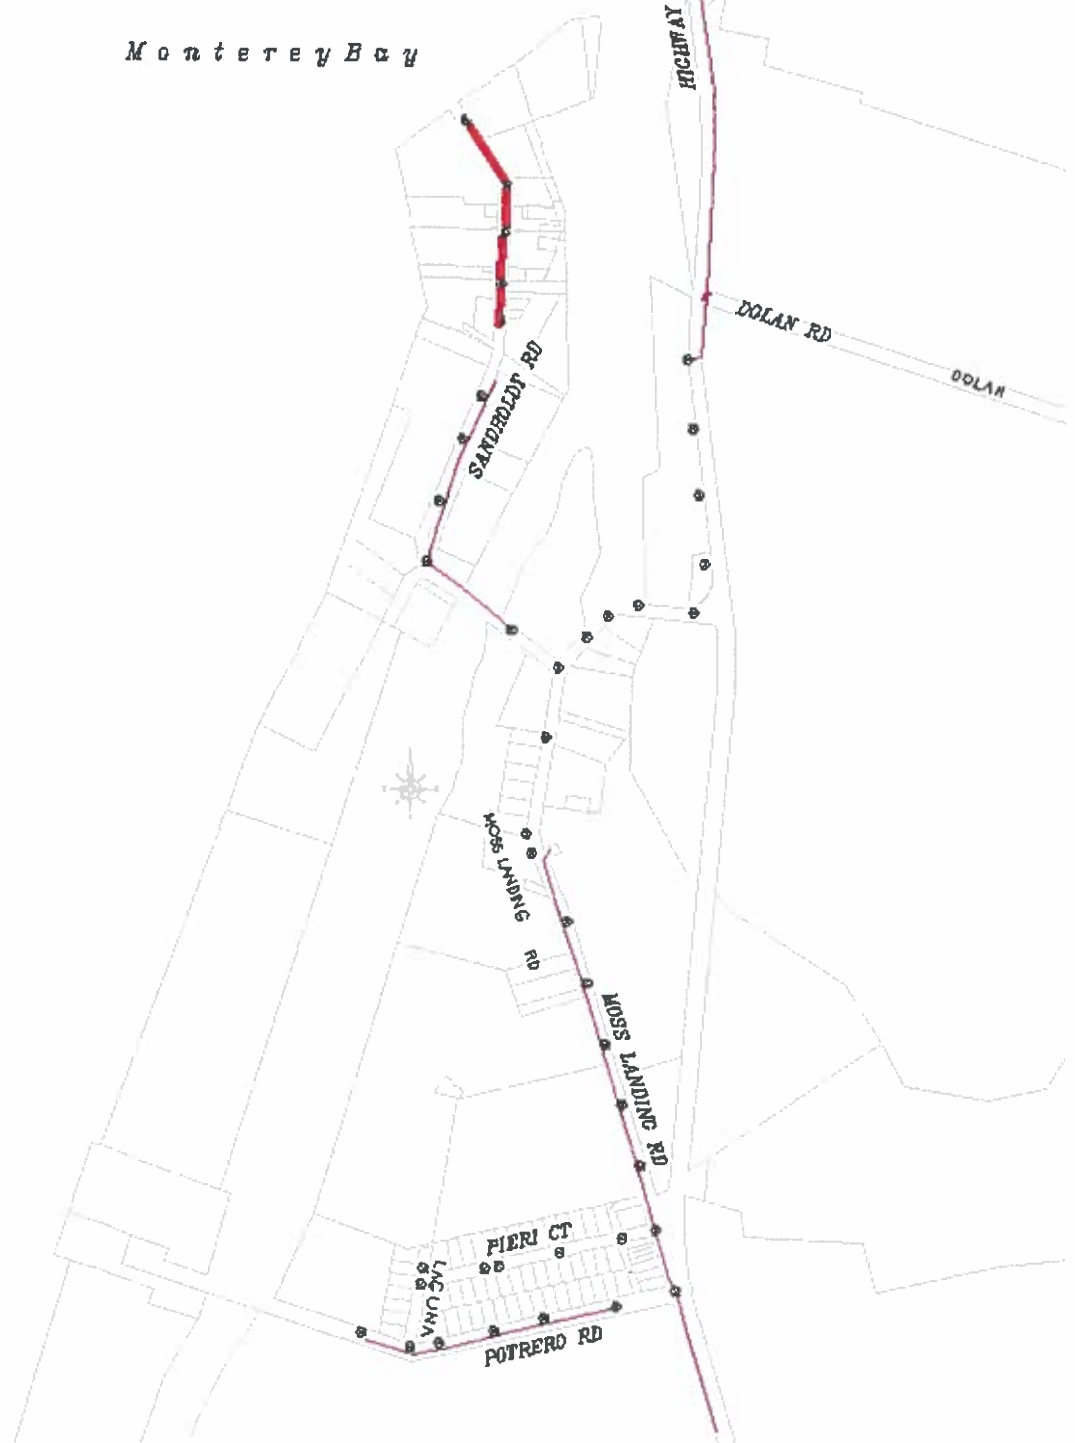 Monterey Bay
HIGHWAY
DOLAN RD
DOLAN
SANDHOLDT RD
MOSS LANDING RD
MOSS LANDING RD
PIERI CT
LAGUNA
POTRERO RD